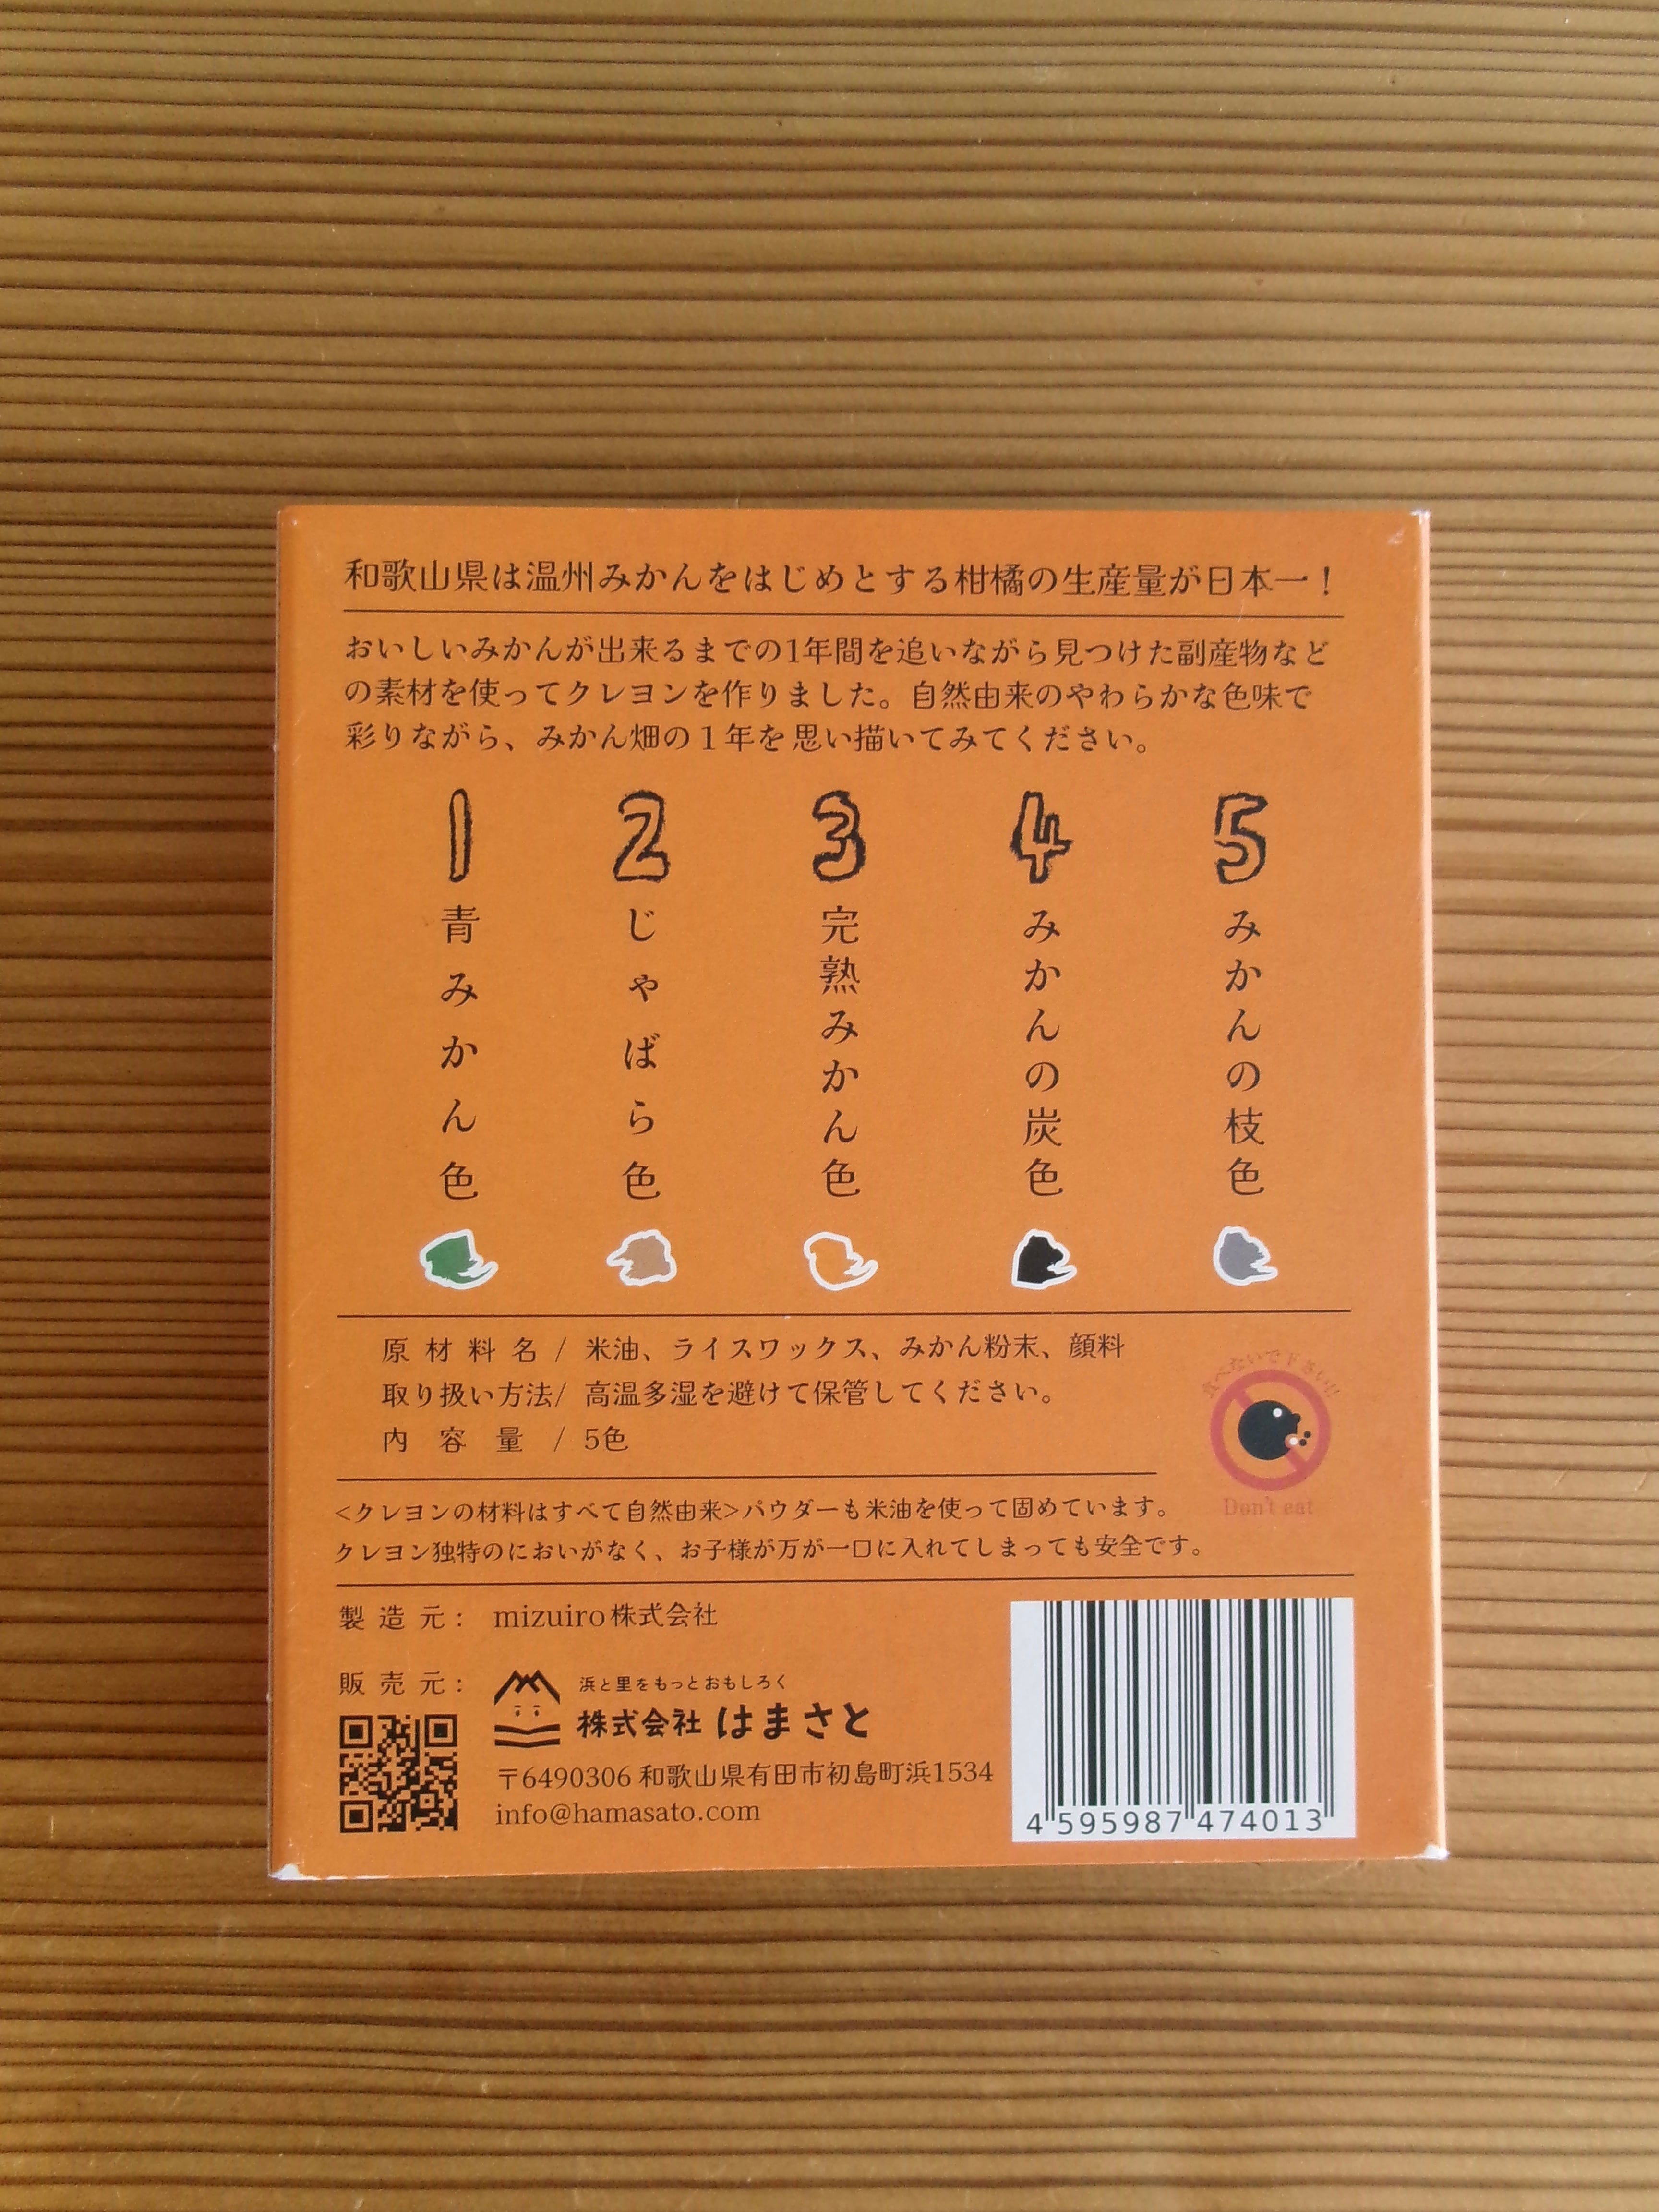 和歌山県は温州みかんをはじめとする柑橘の生産量が日本一！
おいしいみかんが出来るまでの1年間を追いながら見つけた副産物など
の素材を使ってクレヨンを作りました。自然由来のやわらかな色味で
彩りながら、みかん畑の1年を思い描いてみてください。
1
青みかん色
2
じゃばら色
3
完熟みかん色
4
みかんの炭色
5
みかんの枝色
原材料名 / 米油、ライスワックス、みかん粉末、顔料
取り扱い方法/ 高温多湿を避けて保管してください。
内容量 / 5色
食べないで下さい!!
Don't eat
<クレヨンの材料はすべて自然由来>パウダーも米油を使って固めています。
クレヨン独特のにおいがなく、お子様が万が一口に入れてしまっても安全です。
製造元： mizuiro株式会社
販売元：
浜と里をもっとおもしろく
株式会社 はまさと
〒6490306 和歌山県有田市初島町浜1534
info@hamasato.com
4 595987 474013